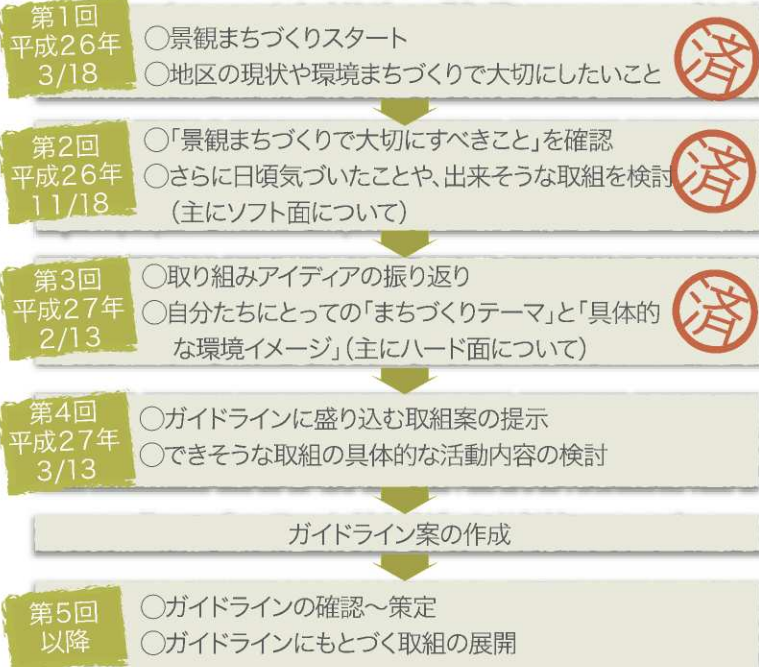 第1回
平成26年
3/18
○景観まちづくりスタート
○地区の現状や環境まちづくりで大切にしたいこと
済
第2回
平成26年
11/18
○「景観まちづくりで大切にすべきこと」を確認
○さらに日頃気づいたことや、出来そうな取組を検討
（主にソフト面について）
済
第3回
平成27年
2/13
○取り組みアイディアの振り返り
○自分たちにとっての「まちづくりテーマ」と「具体的
な環境イメージ」（主にハード面について）
済
第4回
平成27年
3/13
○ガイドラインに盛り込む取組案の提示
○できそうな取組の具体的な活動内容の検討
ガイドライン案の作成
第5回
以降
○ガイドラインの確認～策定
○ガイドラインにもとづく取組の展開